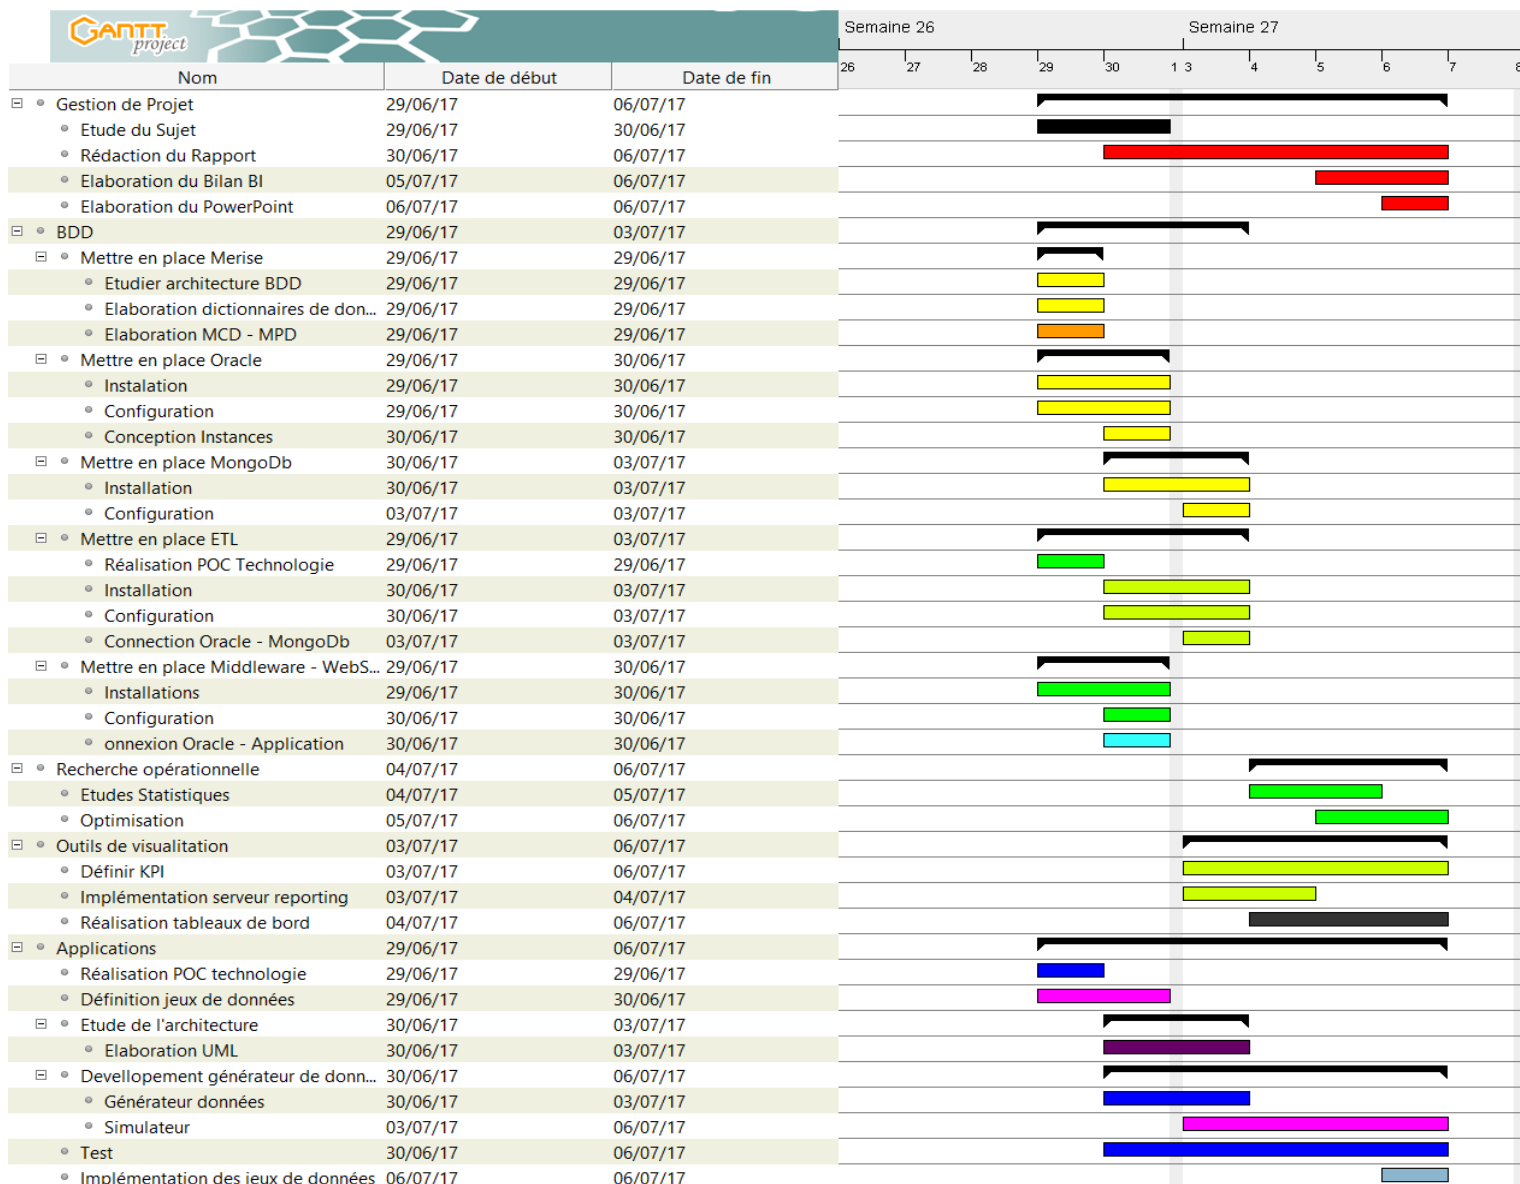 GANTT project
Semaine 26 Semaine 27
26 27 28 29 30 1 3 4 5 6 7 8
Nom Date de début Date de fin
Gestion de Projet 29/06/17 06/07/17
Etude du Sujet 29/06/17 30/06/17
Rédaction du Rapport 30/06/17 06/07/17
Elaboration du Bilan BI 05/07/17 06/07/17
Elaboration du PowerPoint 06/07/17 06/07/17
BDD 29/06/17 03/07/17
Mettre en place Merise 29/06/17 29/06/17
Etudier architecture BDD 29/06/17 29/06/17
Elaboration dictionnaires de don... 29/06/17 29/06/17
Elaboration MCD - MPD 29/06/17 29/06/17
Mettre en place Oracle 29/06/17 30/06/17
Instalation 29/06/17 30/06/17
Configuration 29/06/17 30/06/17
Conception Instances 30/06/17 30/06/17
Mettre en place MongoDb 30/06/17 03/07/17
Installation 30/06/17 03/07/17
Configuration 03/07/17 03/07/17
Mettre en place ETL 29/06/17 03/07/17
Réalisation POC Technologie 29/06/17 29/06/17
Installation 30/06/17 03/07/17
Configuration 30/06/17 03/07/17
Connection Oracle - MongoDb 03/07/17 03/07/17
Mettre en place Middleware - WebS... 29/06/17 30/06/17
Installations 29/06/17 30/06/17
Configuration 30/06/17 30/06/17
onnexion Oracle - Application 30/06/17 30/06/17
Recherche opérationnelle 04/07/17 06/07/17
Etudes Statistiques 04/07/17 05/07/17
Optimisation 05/07/17 06/07/17
Outils de visualitation 03/07/17 06/07/17
Définir KPI 03/07/17 06/07/17
Implémentation serveur reporting 03/07/17 04/07/17
Réalisation tableaux de bord 04/07/17 06/07/17
Applications 29/06/17 06/07/17
Réalisation POC technologie 29/06/17 29/06/17
Définition jeux de données 29/06/17 30/06/17
Etude de l'architecture 30/06/17 03/07/17
Elaboration UML 30/06/17 03/07/17
Devellopement générateur de donn... 30/06/17 06/07/17
Générateur données 30/06/17 03/07/17
Simulateur 03/07/17 06/07/17
Test 30/06/17 06/07/17
Implémentation des jeux de données 06/07/17 06/07/17